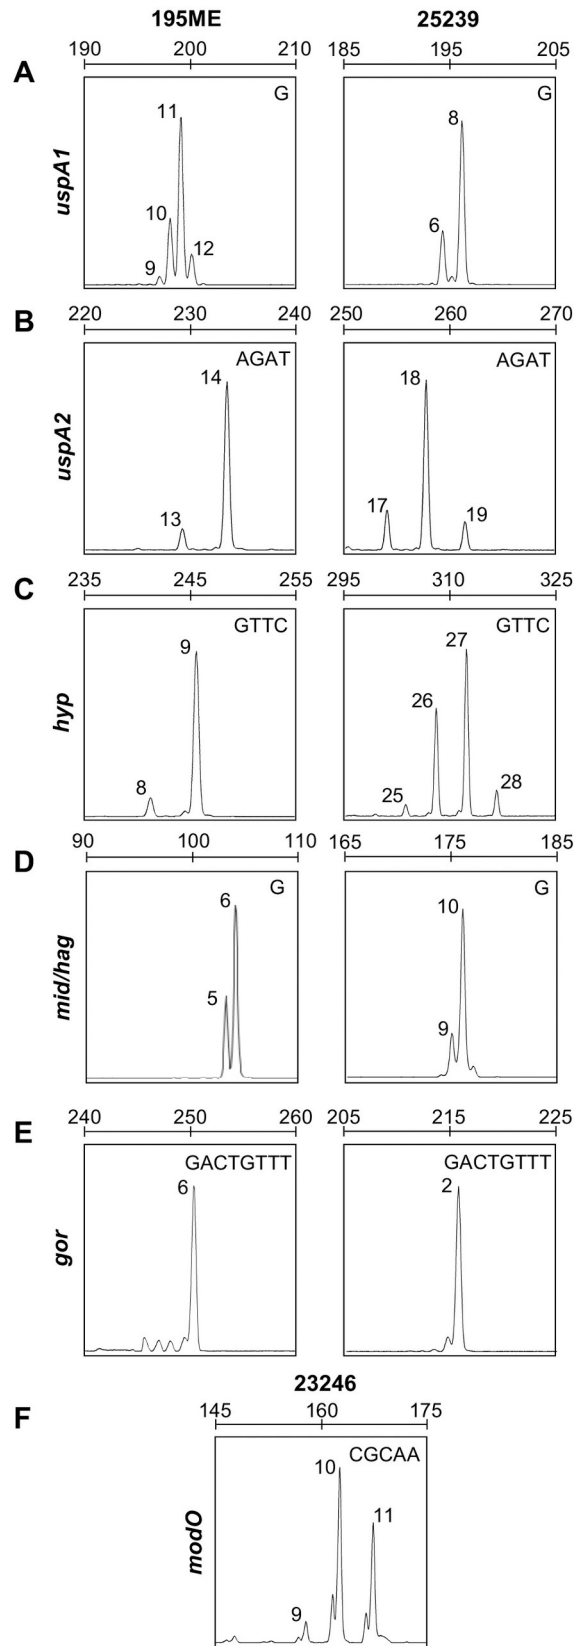 195ME 25239
190 200 210 185 195 205
A
uspA1
G G
11 8
10 6
12
9
220 230 240 250 260 270
B
uspA2
AGAT AGAT
14 18
13 17 19
235 245 255 295 310 325
C
hyp
GTTC GTTC
9 27
26
8 25 28
90 100 110 165 175 185
D
mid/hag
G G
6 10
5 9
240 250 260 205 215 225
E
gor
GACTGTTT GACTGTTT
6 2
23246
145 160 175
F
modO
CGCAA
10
11
9